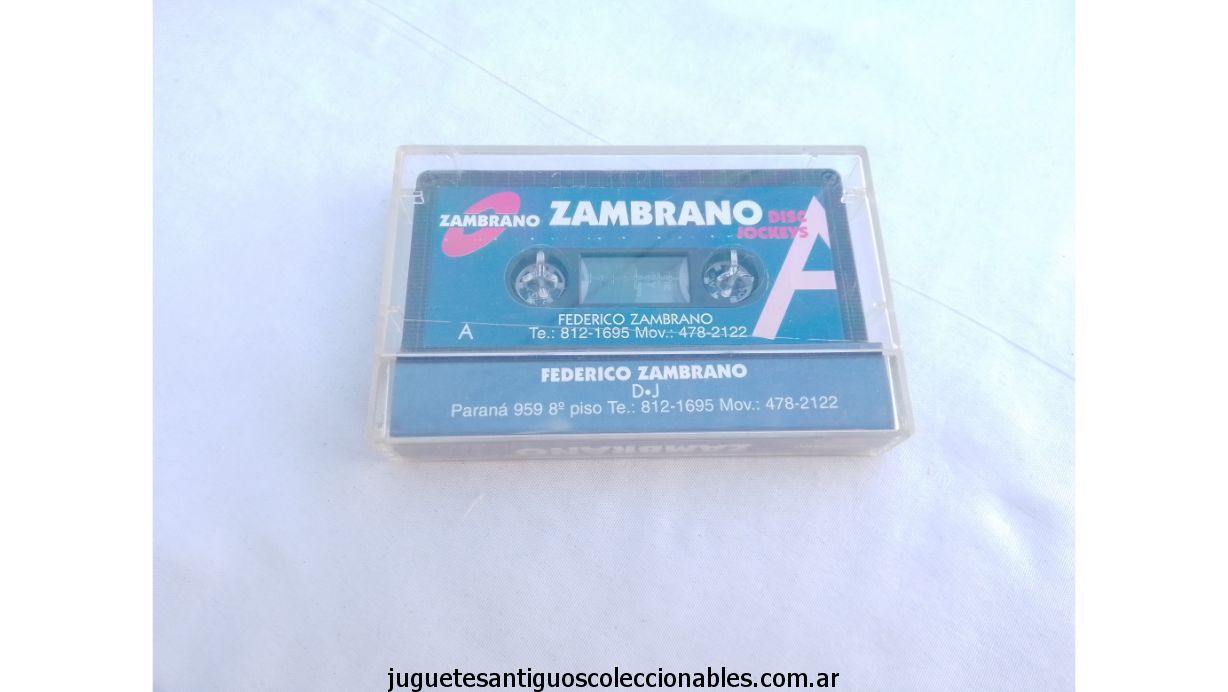 ZAMBRANO
ZAMBRANO DISC JOCKEYS
A
FEDERICO ZAMBRANO
A
Te.: 812-1695 Mov.: 478-2122
FEDERICO ZAMBRANO
D•J
Paraná 959 8º piso Te.: 812-1695 Mov.: 478-2122
ZAMBRANO
juguetesantiguoscoleccionables.com.ar